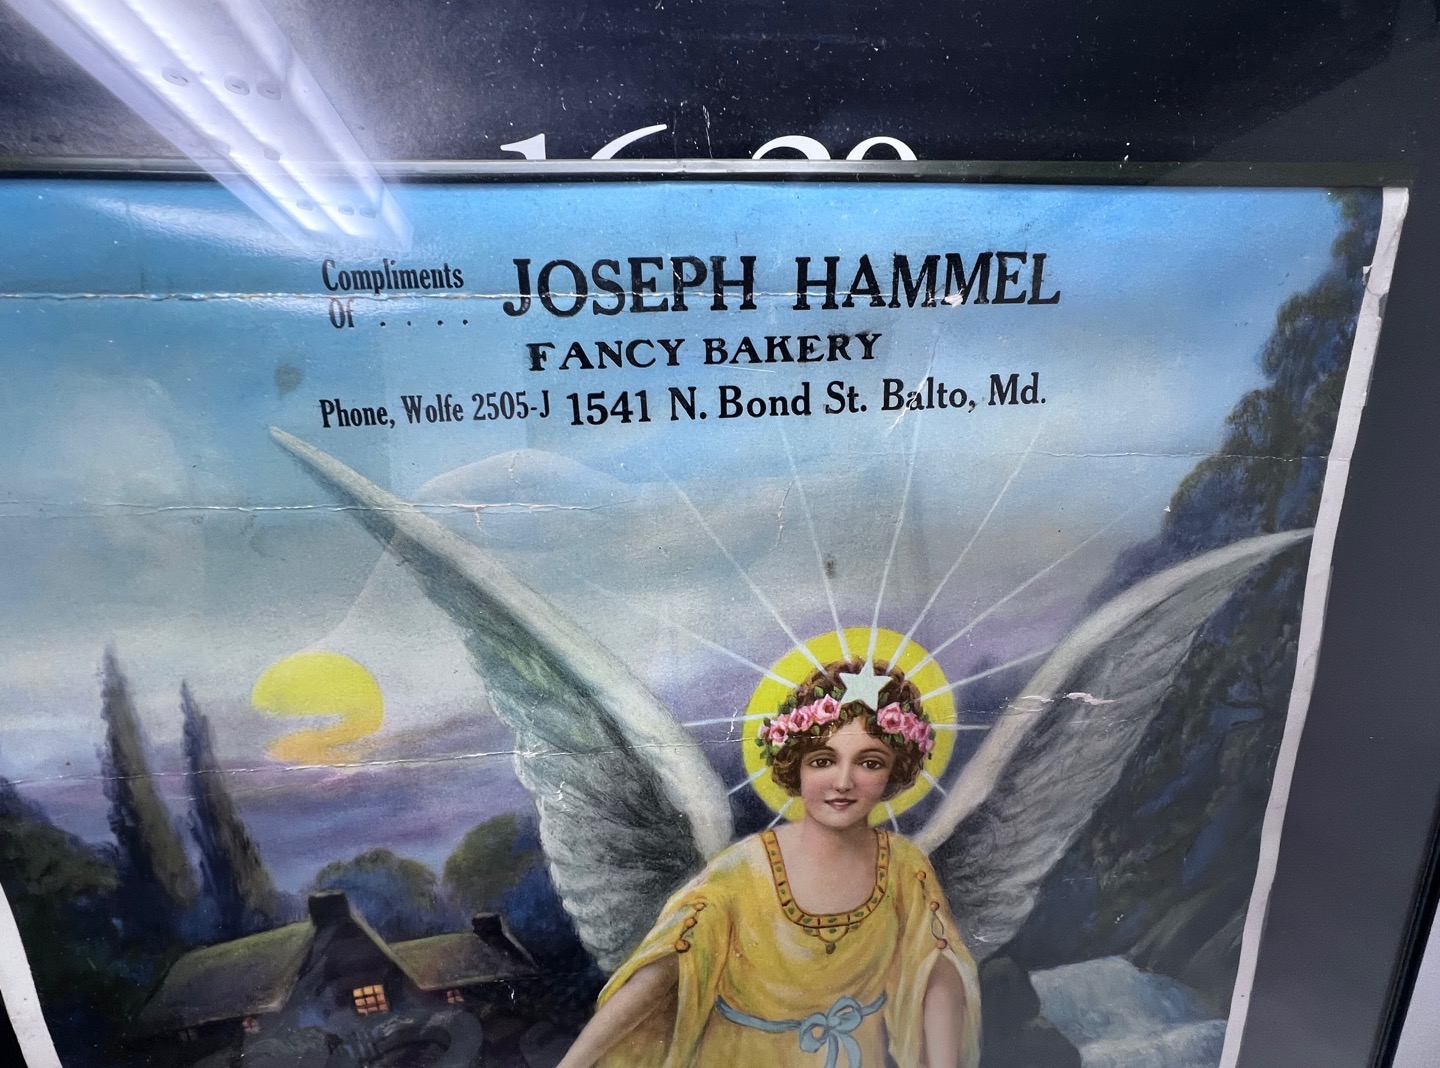 Compliments
Of . . . . JOSEPH HAMMEL
FANCY BAKERY
Phone, Wolfe 2505-J 1541 N. Bond St. Balto, Md.